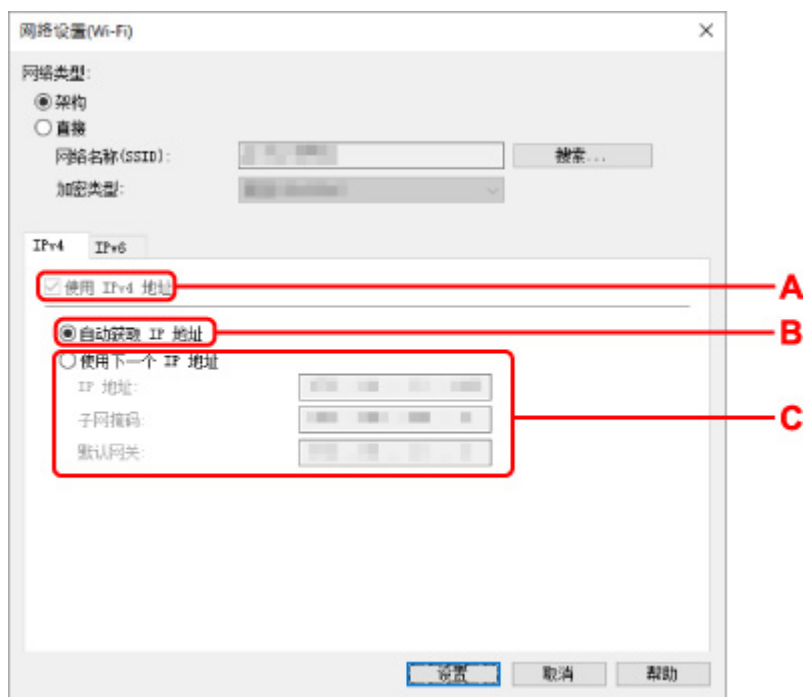 网络设置(Wi-Fi)
网络类型:
架构
直接
网络名称(SSID):
搜索...
加密类型:
IPv4 IPv6
使用 IPv4 地址
A
自动获取 IP 地址
B
使用下一个 IP 地址
IP 地址:
子网掩码:
C
默认网关:
设置 取消 帮助